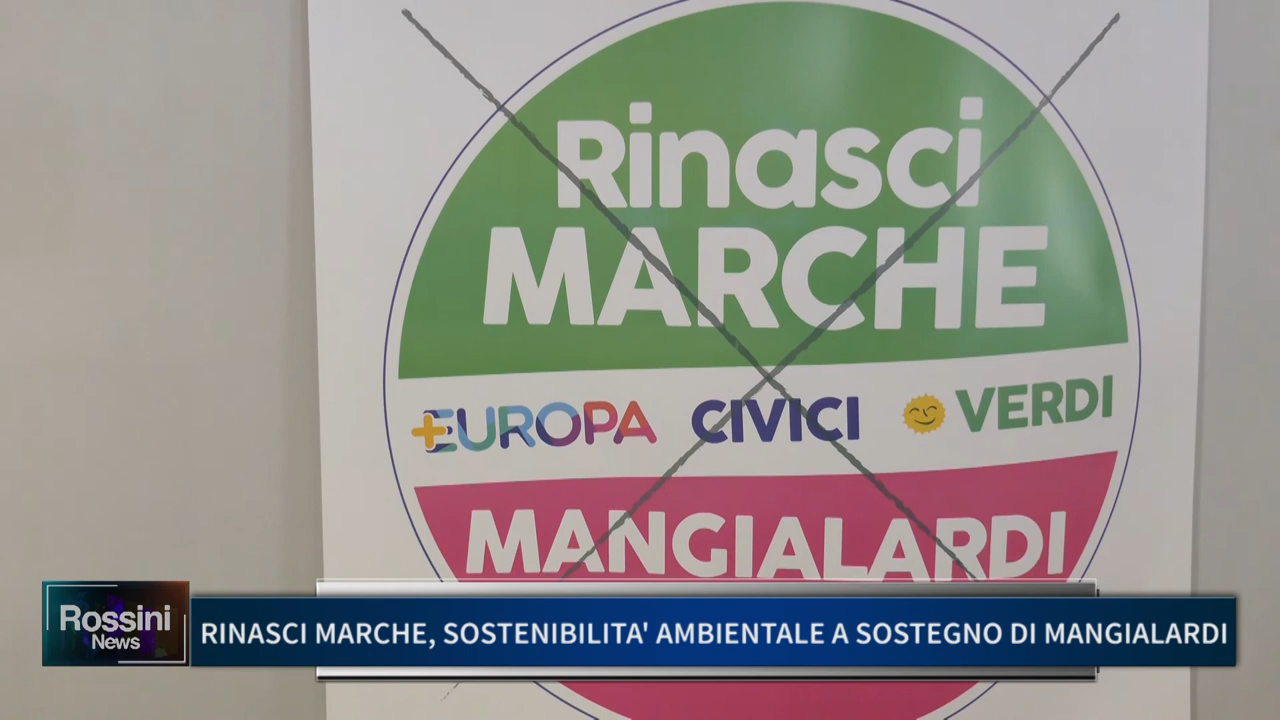 Rinasci
MARCHE
+EUROPA CIVICI VERDI
MANGIALARDI
Rossini
News
RINASCI MARCHE, SOSTENIBILITA' AMBIENTALE A SOSTEGNO DI MANGIALARDI